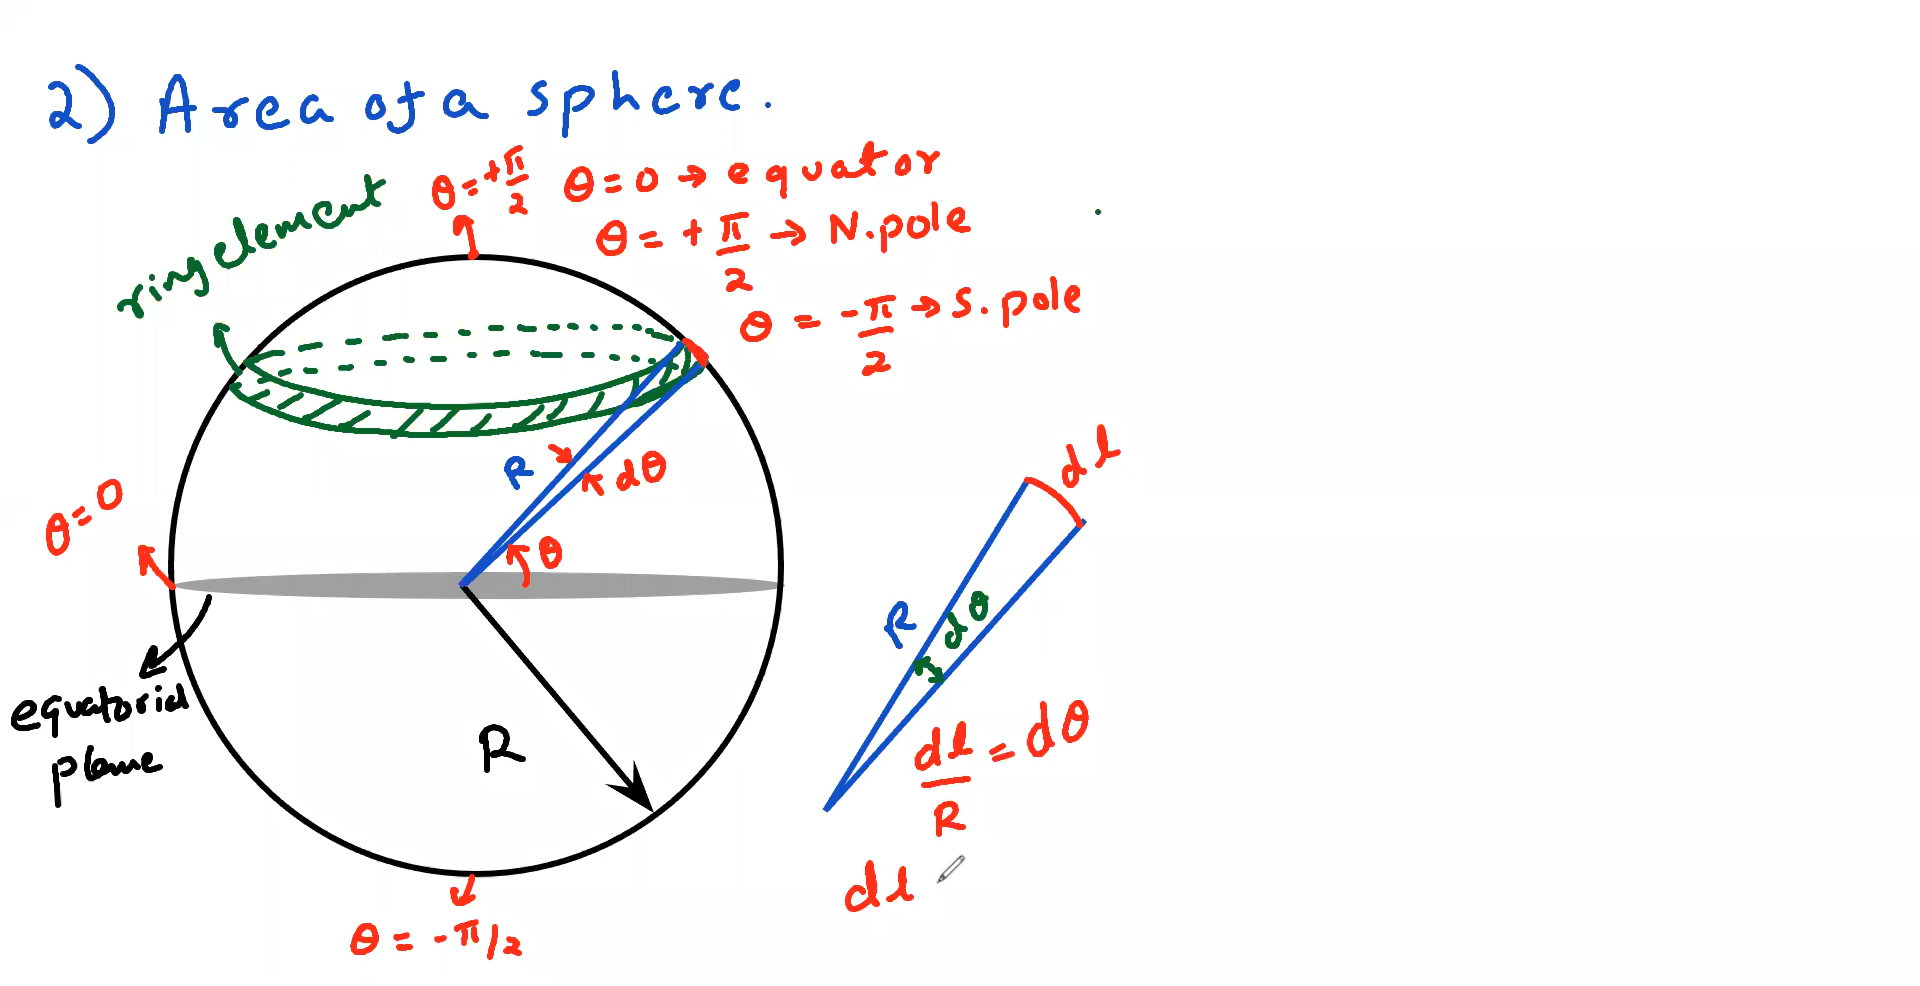 2) Area of a sphere.
θ = +π/2
θ = 0 → equator
θ = + π/2 → N.pole
θ = -π/2 → S.pole
ring element
R
dθ
θ
θ = 0
equatorial
plane
R
θ = -π/2
dl
R
dθ
dl/R = dθ
dl